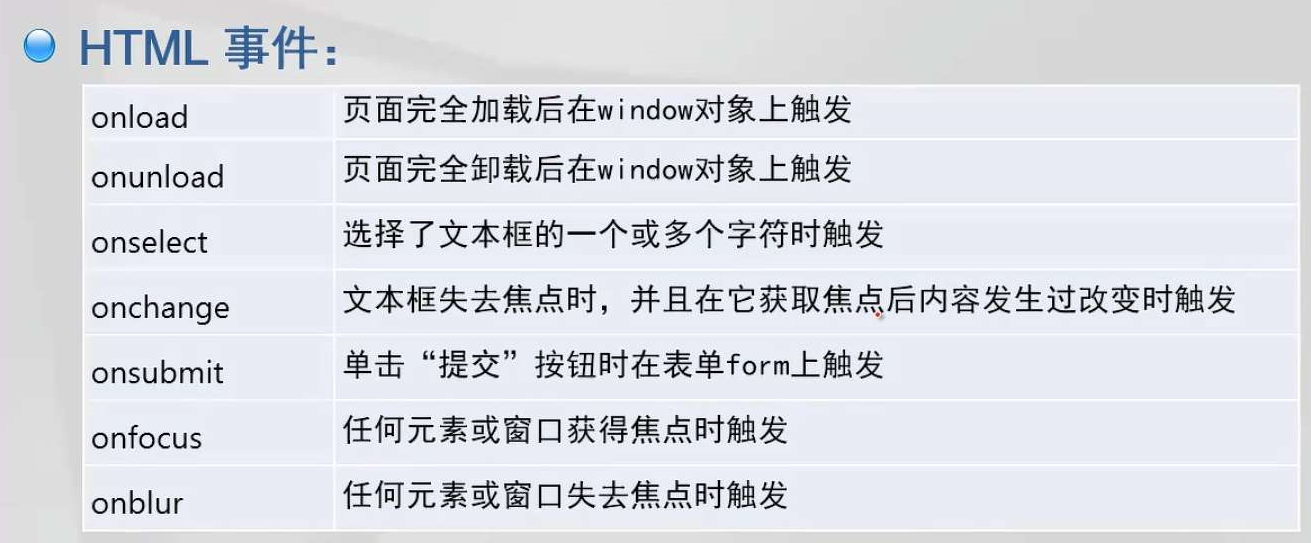 HTML 事件：
onload 页面完全加载后在window对象上触发
onunload 页面完全卸载后在window对象上触发
onselect 选择了文本框的一个或多个字符时触发
onchange 文本框失去焦点时，并且在它获取焦点后内容发生过改变时触发
onsubmit 单击“提交”按钮时在表单form上触发
onfocus 任何元素或窗口获得焦点时触发
onblur 任何元素或窗口失去焦点时触发